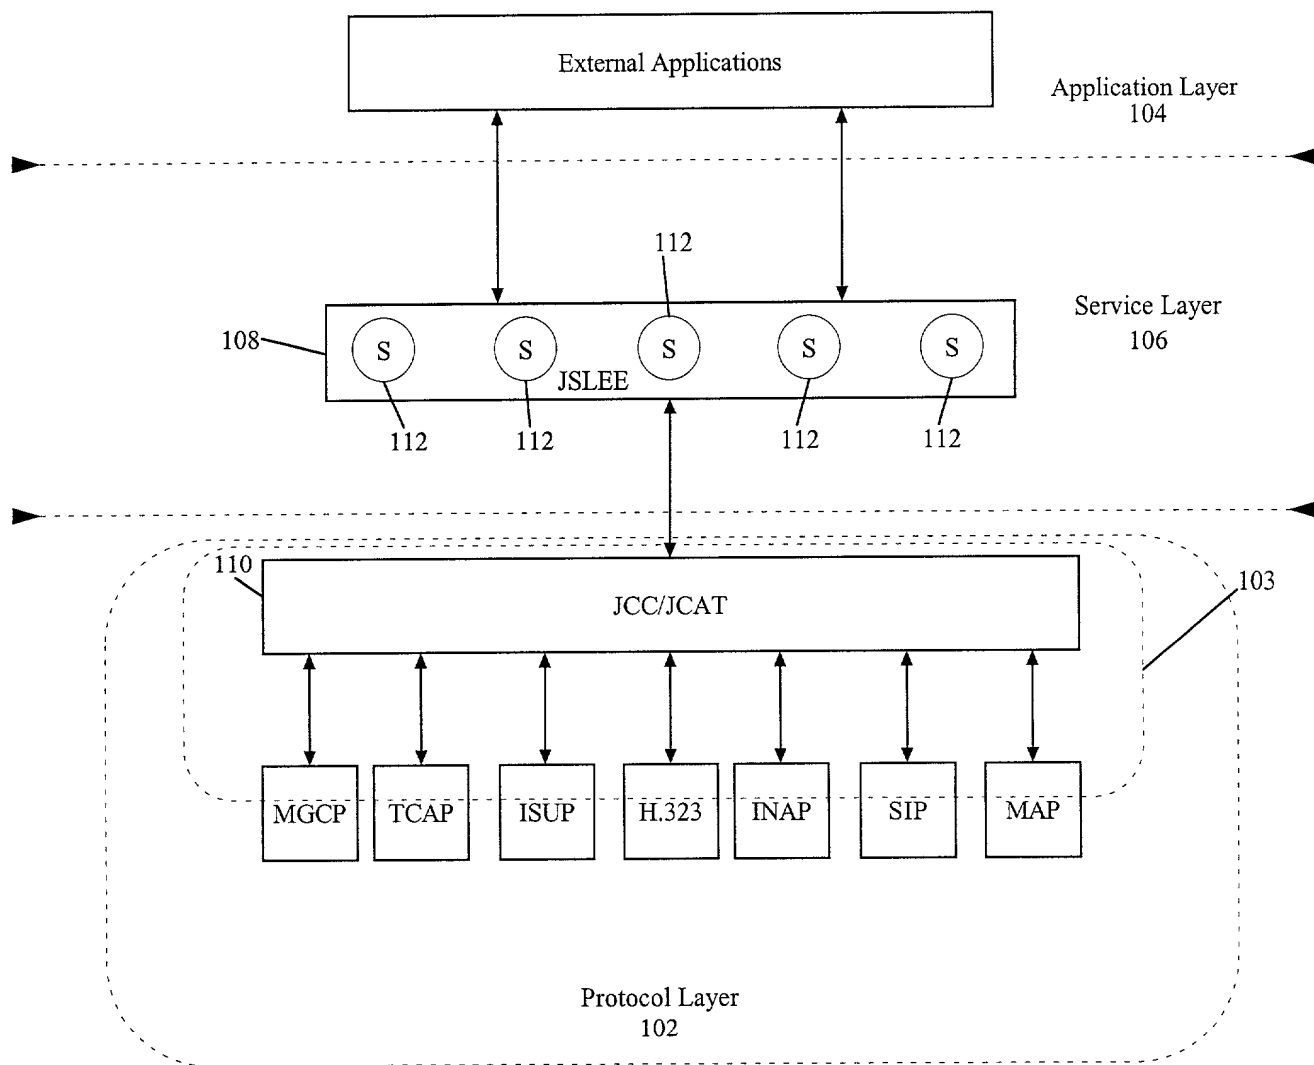 External Applications
Application Layer
104
112
Service Layer
106
108
S S S S S
JSLEE
112 112 112 112
110
JCC/JCAT
103
MGCP TCAP ISUP H.323 INAP SIP MAP
Protocol Layer
102